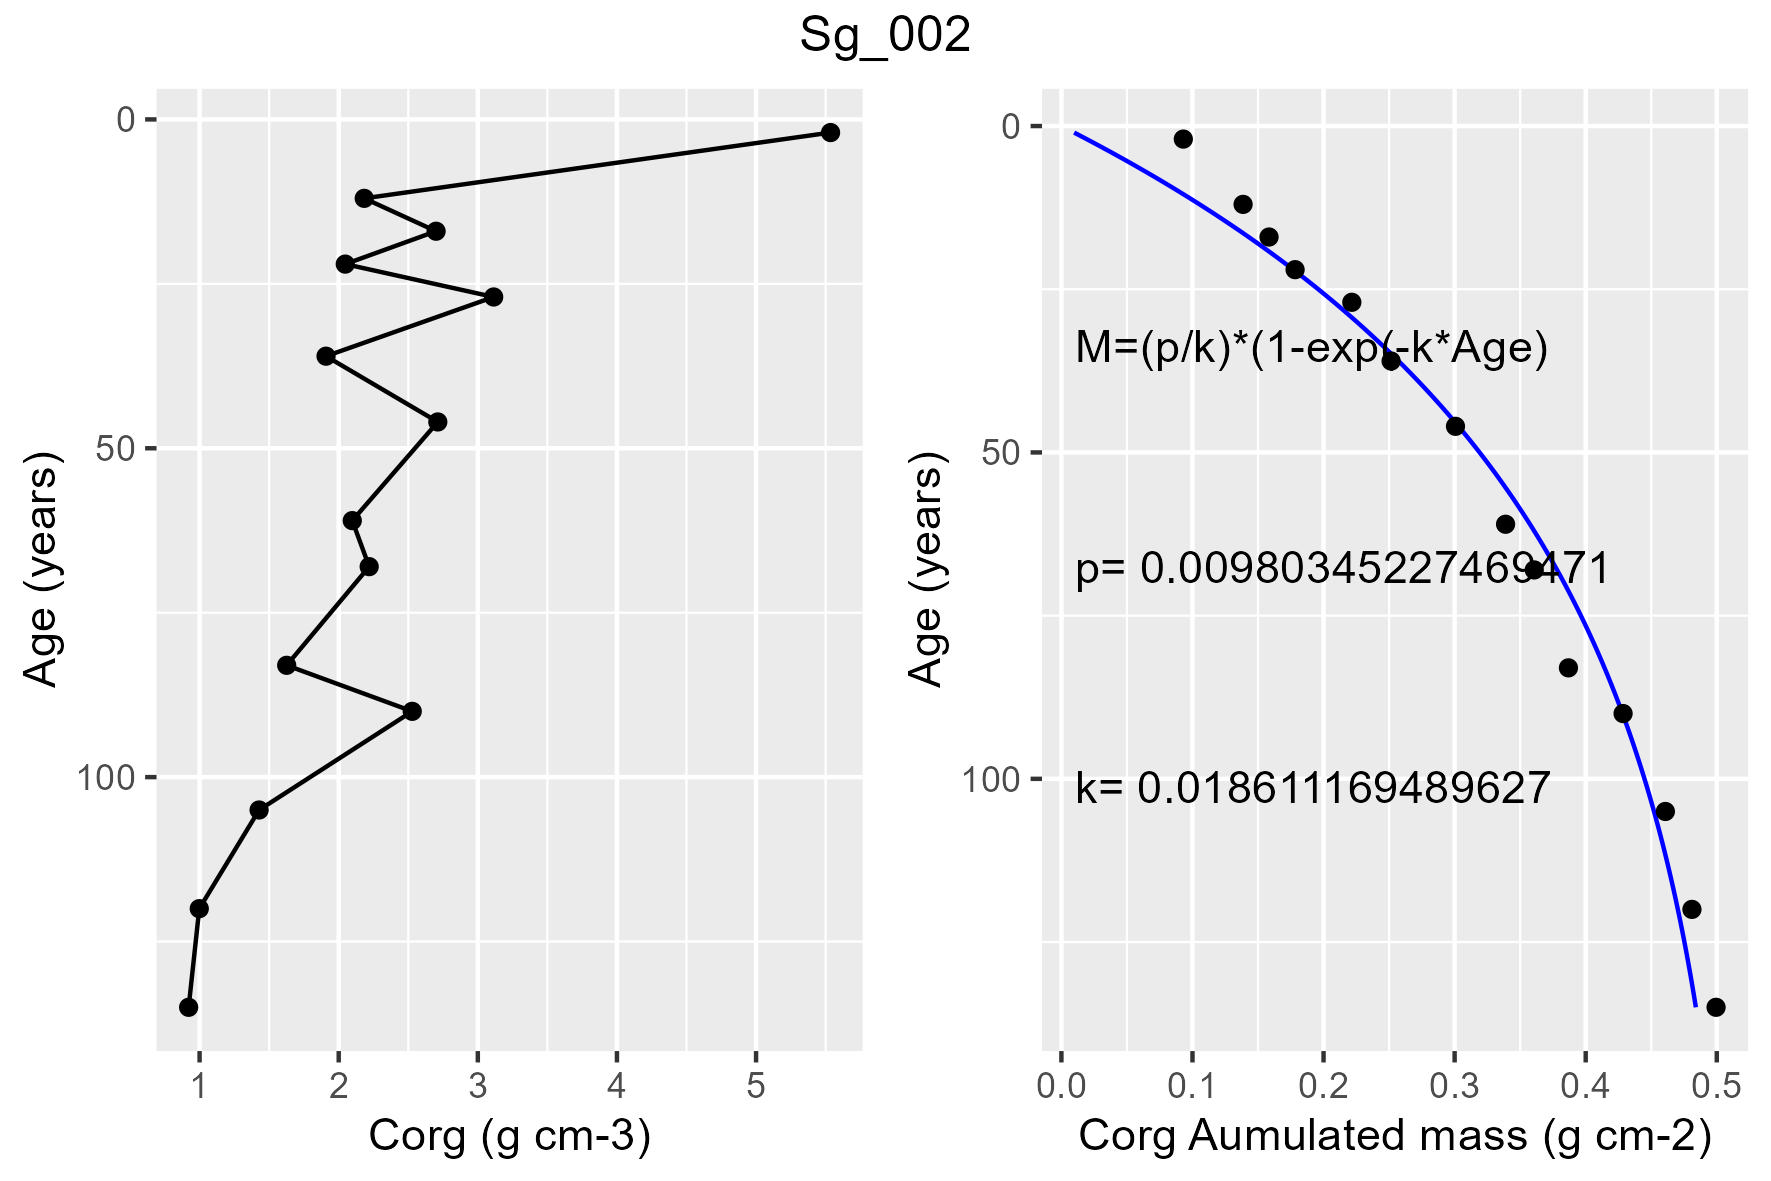 Sg_002
Age (years)
0
50
100
1 2 3 4 5
Corg (g cm-3)
Age (years)
0
50
100
M=(p/k)*(1-exp(-k*Age)
p= 0.00980345227469471
k= 0.018611169489627
0.0 0.1 0.2 0.3 0.4 0.5
Corg Aumulated mass (g cm-2)